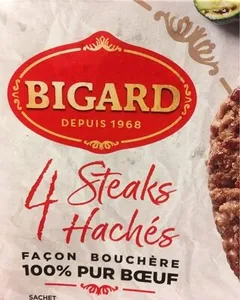 BIGARD
DEPUIS 1968
4 Steaks
Hachés
FAÇON BOUCHÈRE
100% PUR BŒUF
SACHET